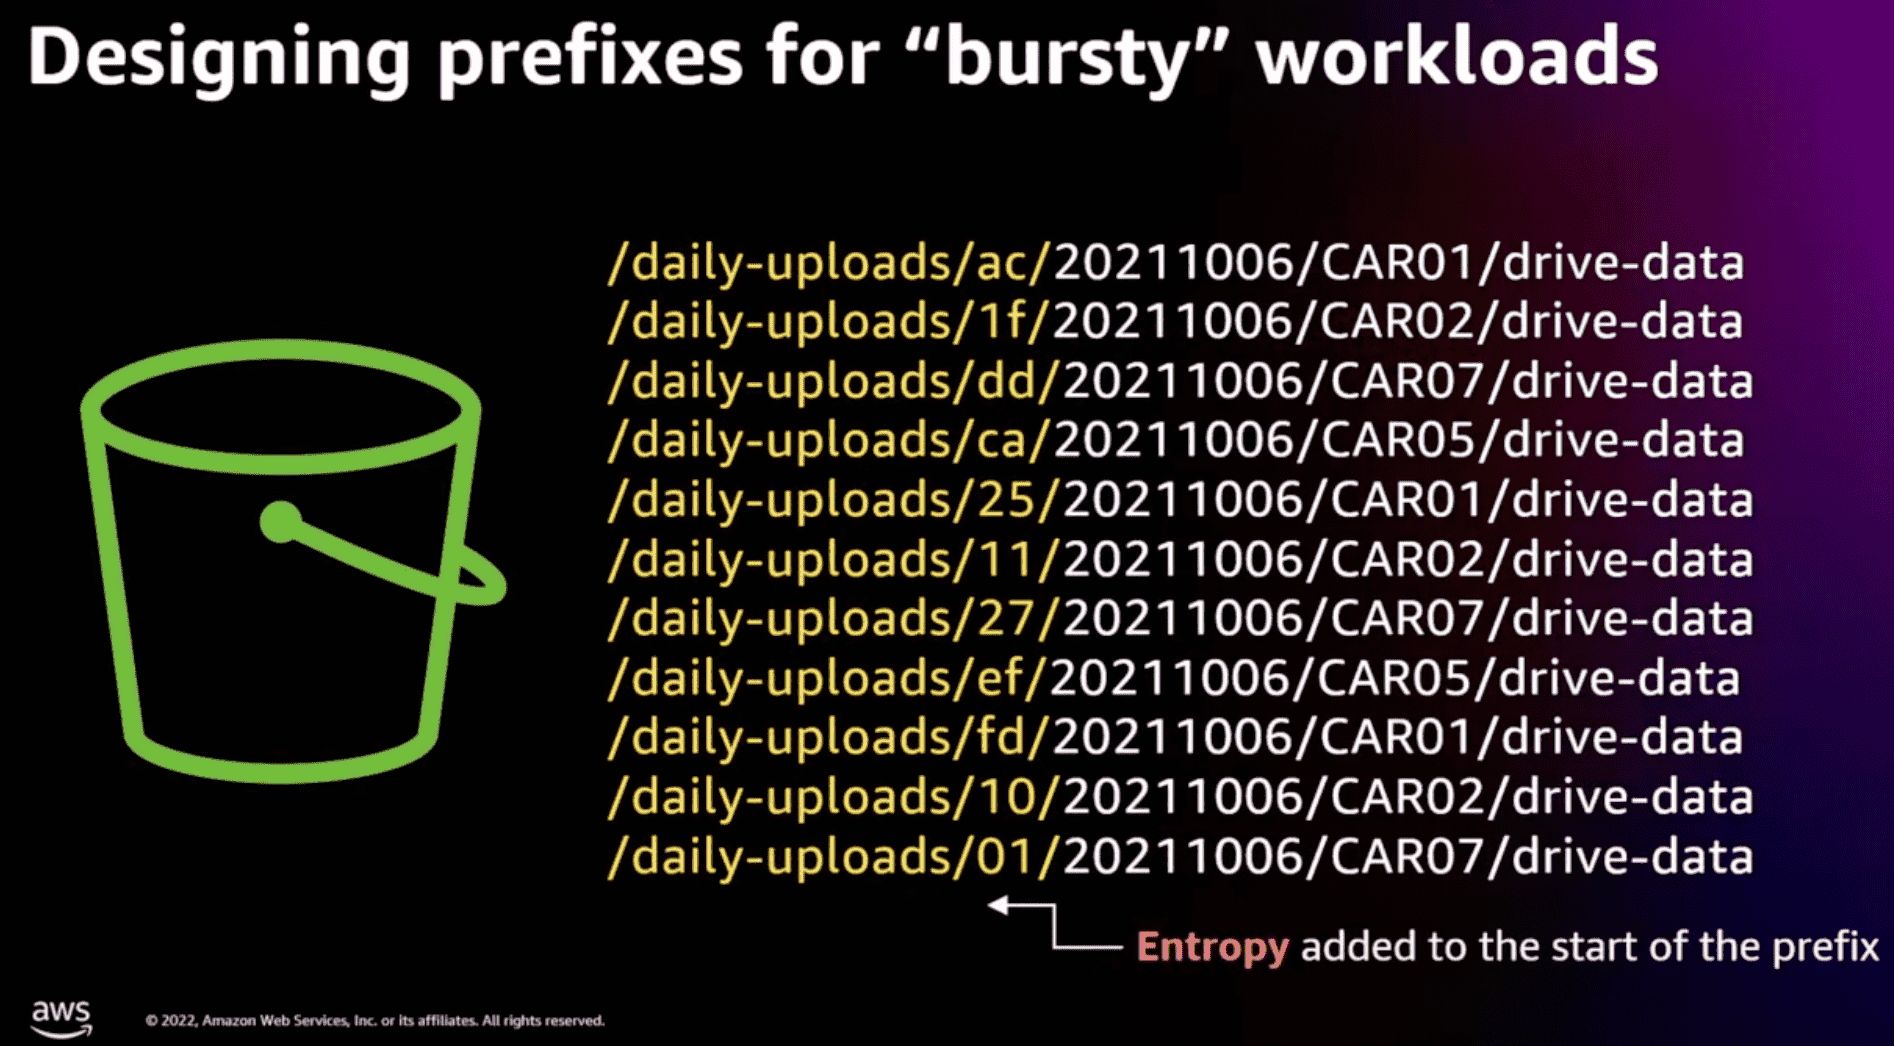 Designing prefixes for “bursty” workloads
/daily-uploads/ac/20211006/CAR01/drive-data
/daily-uploads/1f/20211006/CAR02/drive-data
/daily-uploads/dd/20211006/CAR07/drive-data
/daily-uploads/ca/20211006/CAR05/drive-data
/daily-uploads/25/20211006/CAR01/drive-data
/daily-uploads/11/20211006/CAR02/drive-data
/daily-uploads/27/20211006/CAR07/drive-data
/daily-uploads/ef/20211006/CAR05/drive-data
/daily-uploads/fd/20211006/CAR01/drive-data
/daily-uploads/10/20211006/CAR02/drive-data
/daily-uploads/01/20211006/CAR07/drive-data
Entropy added to the start of the prefix
aws
© 2022, Amazon Web Services, Inc. or its affiliates. All rights reserved.